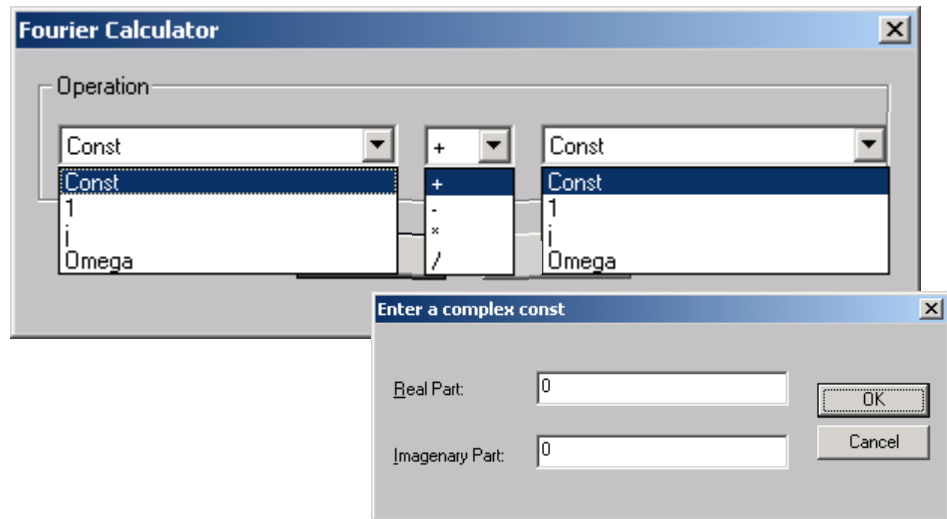 Fourier Calculator
Operation
Const + Const
Const + Const
1 - 1
i * i
Omega / Omega
Enter a complex const
Real Part: 0 OK
Imagenary Part: 0 Cancel